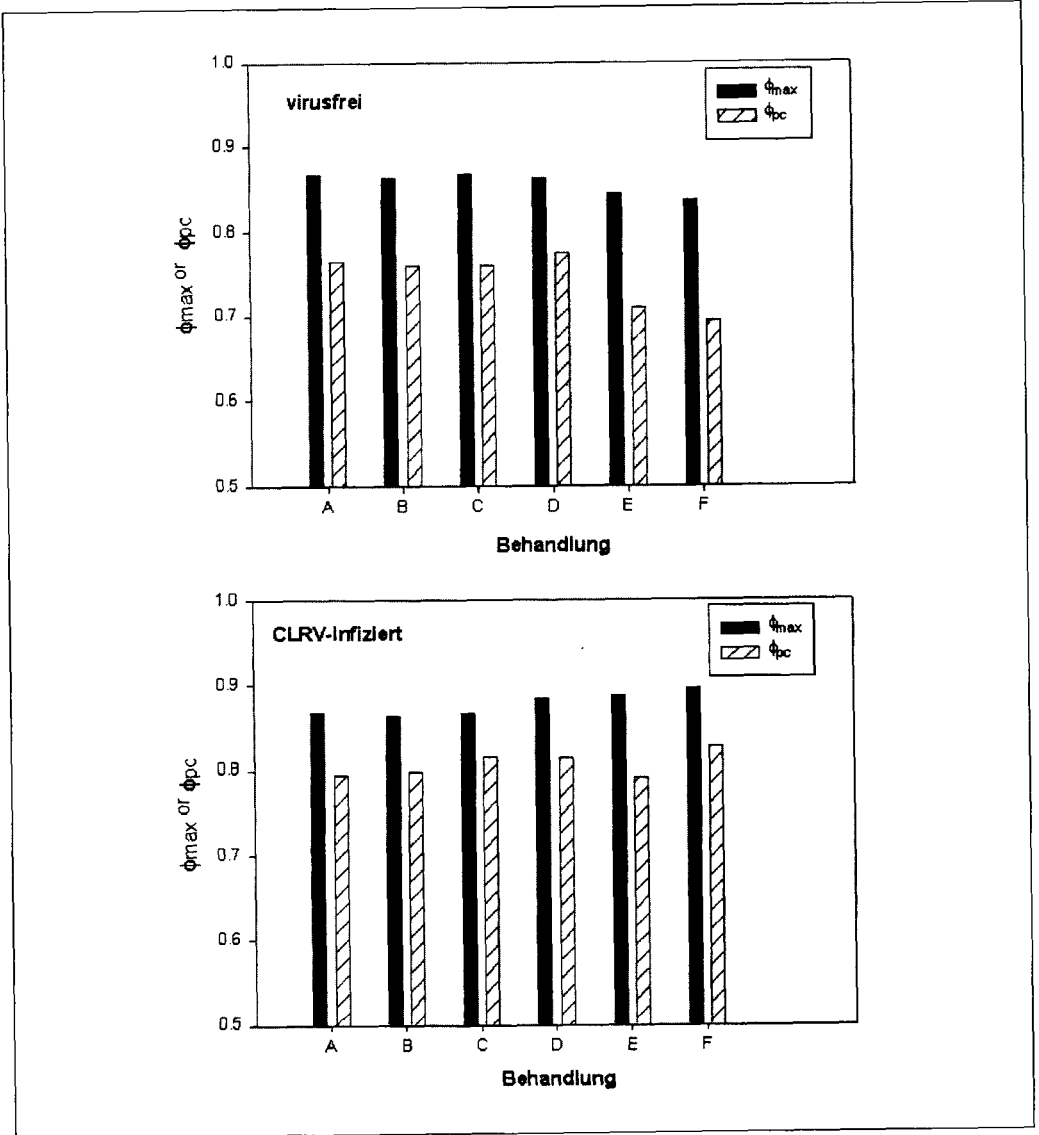 1.0
virusfrei
ϕmax
ϕpc
0.9
0.8
ϕmax or ϕpc
0.7
0.6
0.5
A B C D E F
Behandlung
1.0
CLRV-infiziert
ϕmax
ϕpc
0.9
0.8
ϕmax or ϕpc
0.7
0.6
0.5
A B C D E F
Behandlung